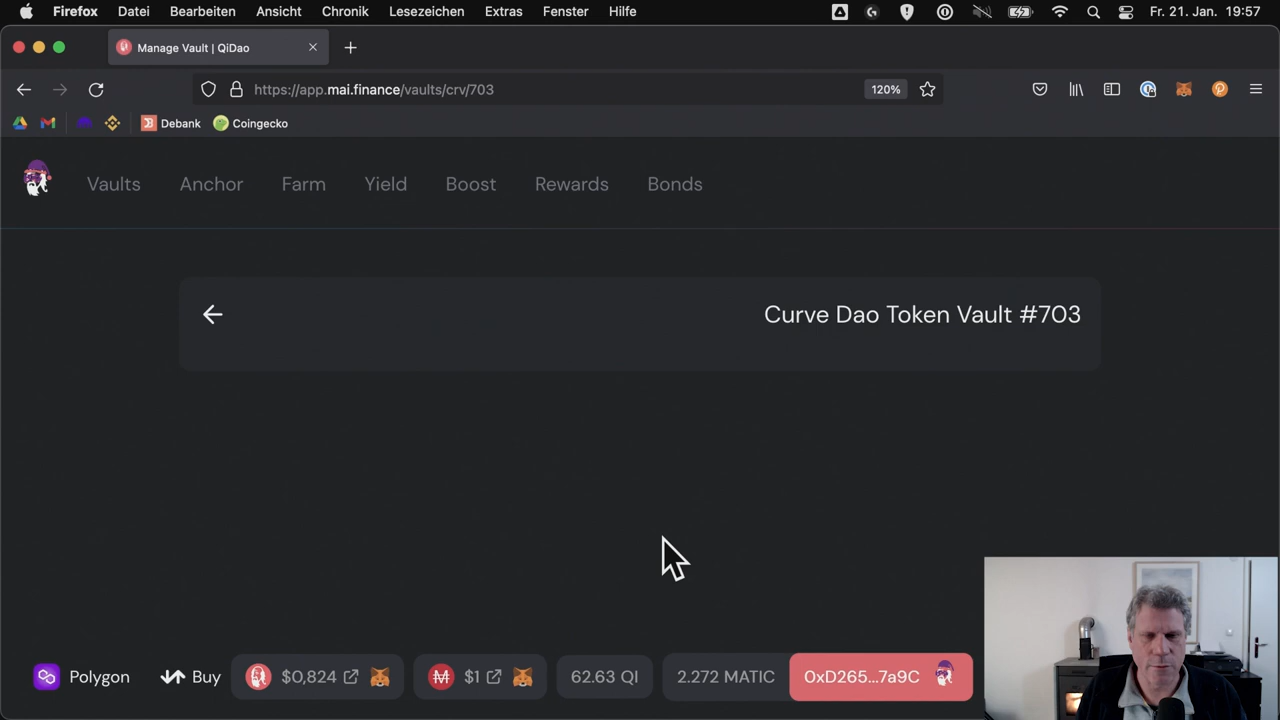 Firefox Datei Bearbeiten Ansicht Chronik Lesezeichen Extras Fenster Hilfe Fr. 21. Jan. 19:57
Manage Vault | QiDao
https://app.mai.finance/vaults/crv/703 120%
Debank Coingecko
Vaults Anchor Farm Yield Boost Rewards Bonds
Curve Dao Token Vault #703
Polygon Buy $0,824 $1 62.63 QI 2.272 MATIC 0xD265...7a9C